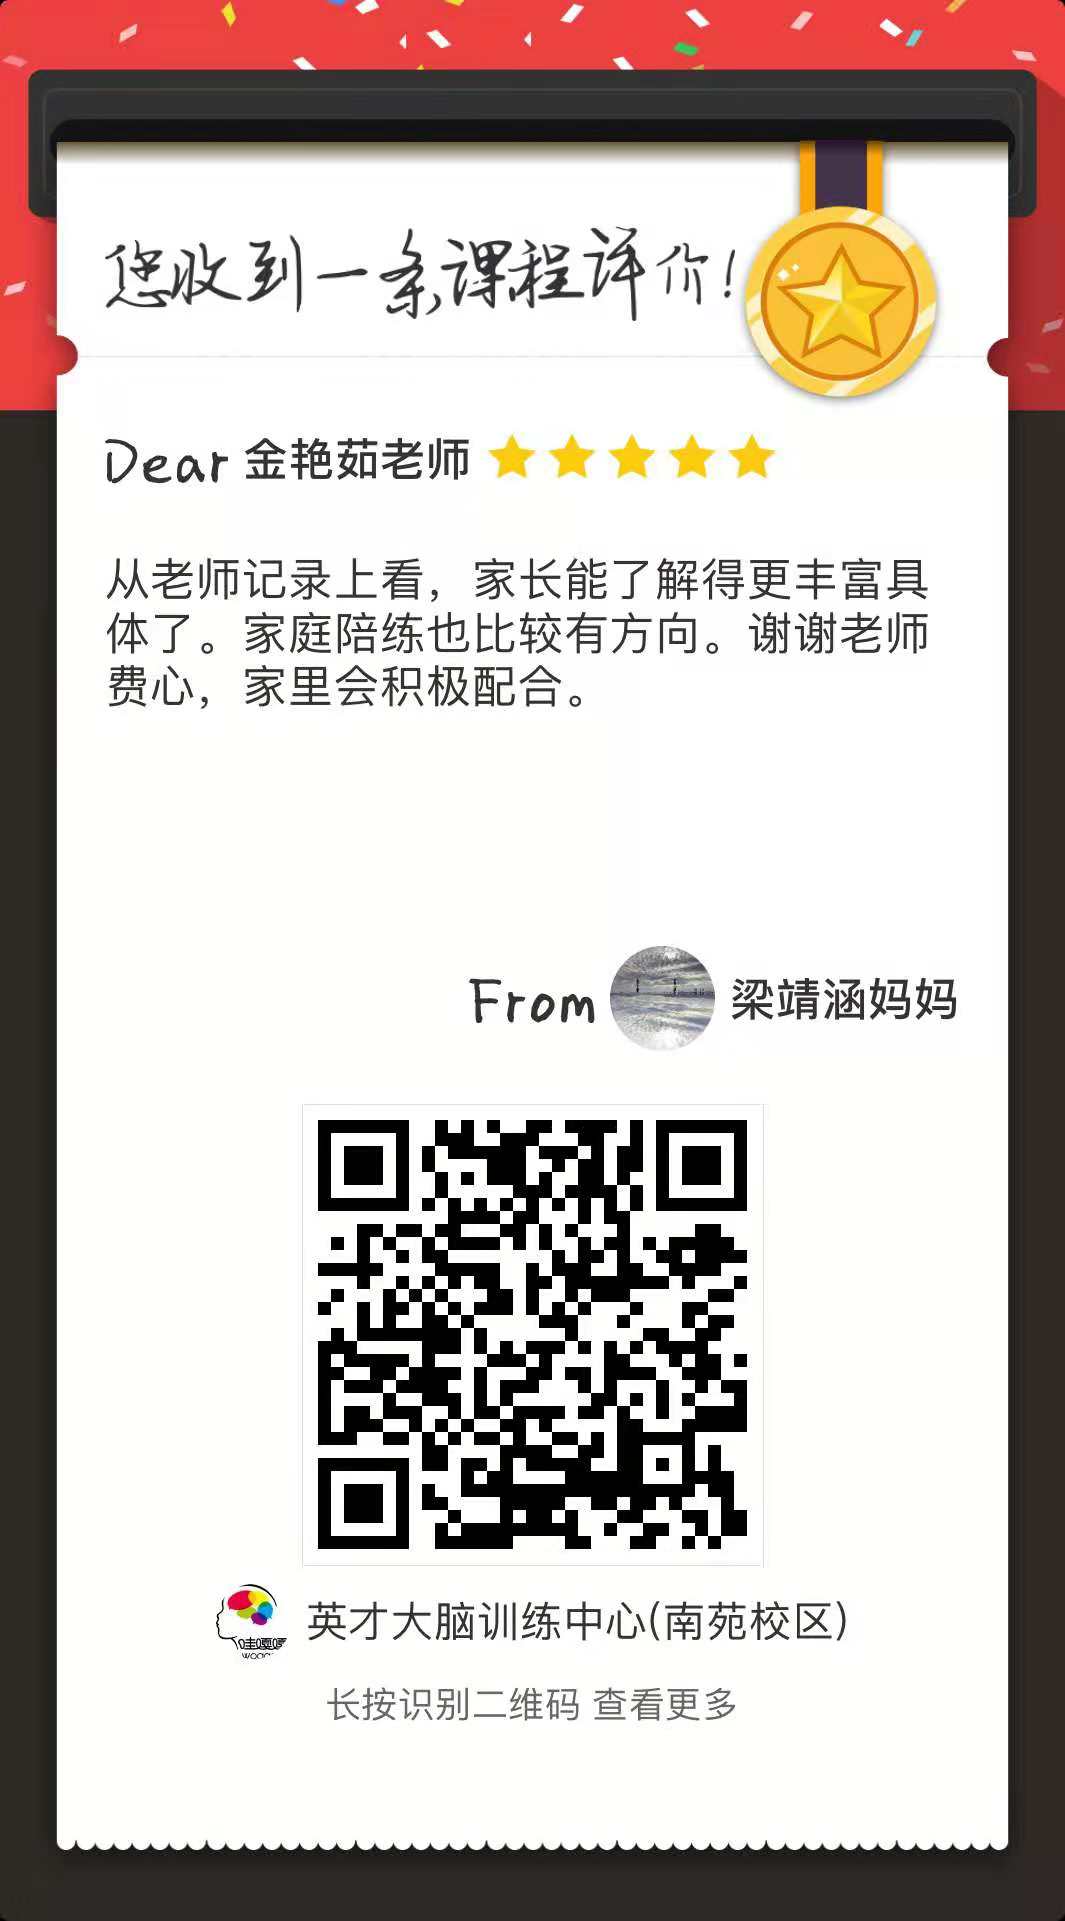 您收到一条课程评价!
Dear 金艳茹老师
从老师记录上看，家长能了解得更丰富具
体了。家庭陪练也比较有方向。谢谢老师
费心，家里会积极配合。
From 梁靖涵妈妈
英才大脑训练中心(南苑校区)
长按识别二维码 查看更多